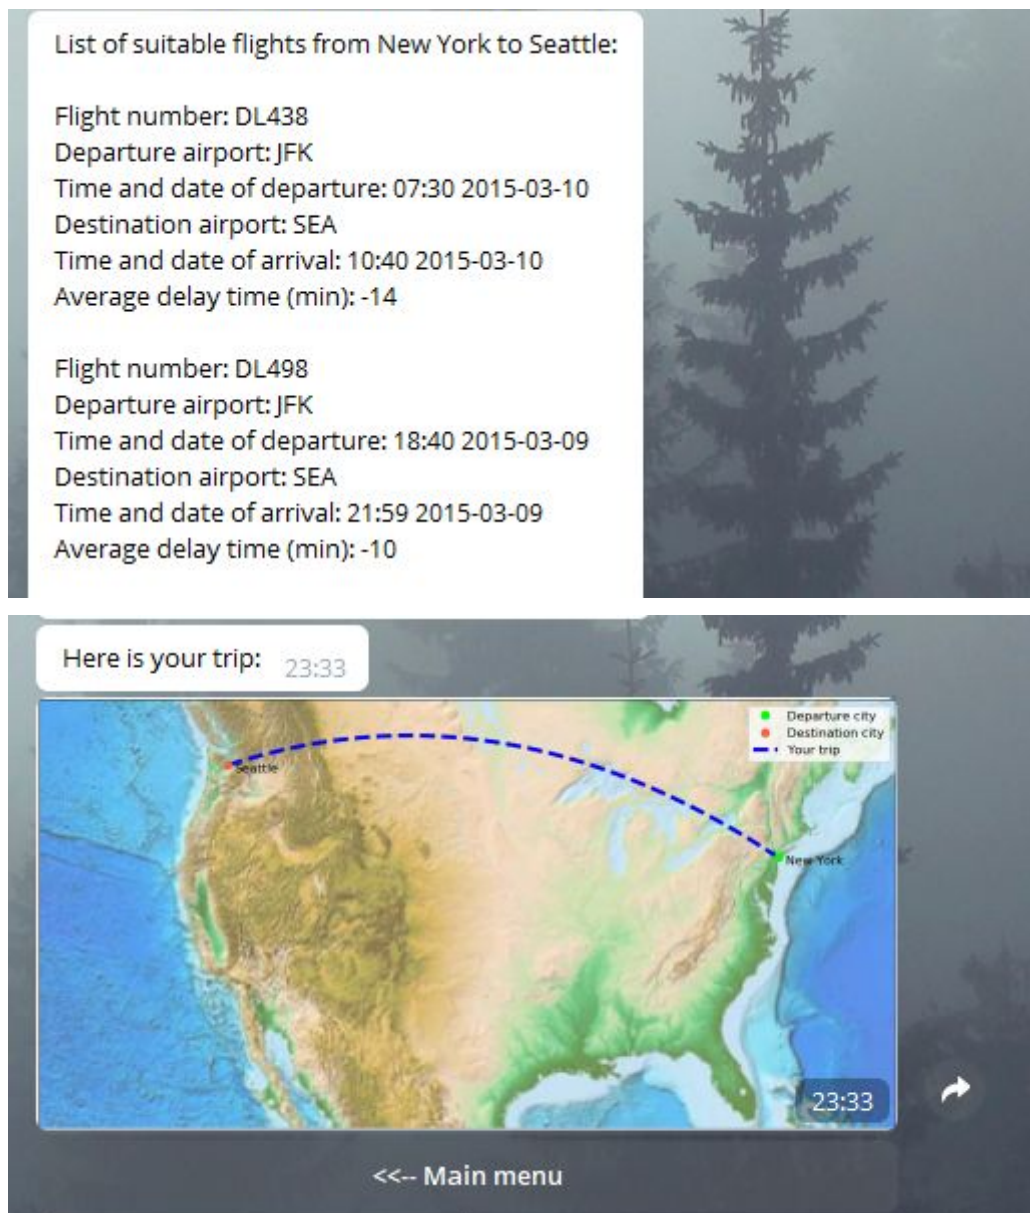 List of suitable flights from New York to Seattle:
Flight number: DL438
Departure airport: JFK
Time and date of departure: 07:30 2015-03-10
Destination airport: SEA
Time and date of arrival: 10:40 2015-03-10
Average delay time (min): -14
Flight number: DL498
Departure airport: JFK
Time and date of departure: 18:40 2015-03-09
Destination airport: SEA
Time and date of arrival: 21:59 2015-03-09
Average delay time (min): -10
Here is your trip: 23:33
Departure city
Destination city
Your trip
Seattle
New York
23:33
<<-- Main menu